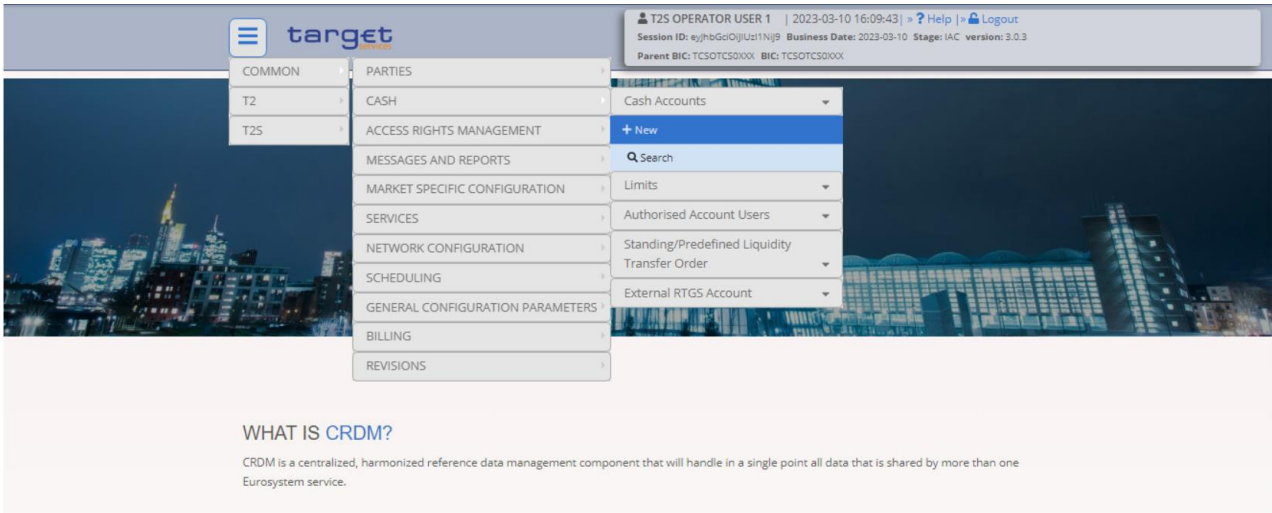 T2S OPERATOR USER 1 | 2023-03-10 16:09:43| » ? Help |» Logout
Session ID: eyJhbGciOiJIUzI1NiJ9 Business Date: 2023-03-10 Stage: IAC version: 3.0.3
Parent BIC: TCSOTCS0XXX BIC: TCSOTCS0XXX
target
services
COMMON
T2
T2S
PARTIES
CASH
ACCESS RIGHTS MANAGEMENT
MESSAGES AND REPORTS
MARKET SPECIFIC CONFIGURATION
SERVICES
NETWORK CONFIGURATION
SCHEDULING
GENERAL CONFIGURATION PARAMETERS
BILLING
REVISIONS
Cash Accounts
+ New
Search
Limits
Authorised Account Users
Standing/Predefined Liquidity
Transfer Order
External RTGS Account
WHAT IS CRDM?
CRDM is a centralized, harmonized reference data management component that will handle in a single point all data that is shared by more than one
Eurosystem service.